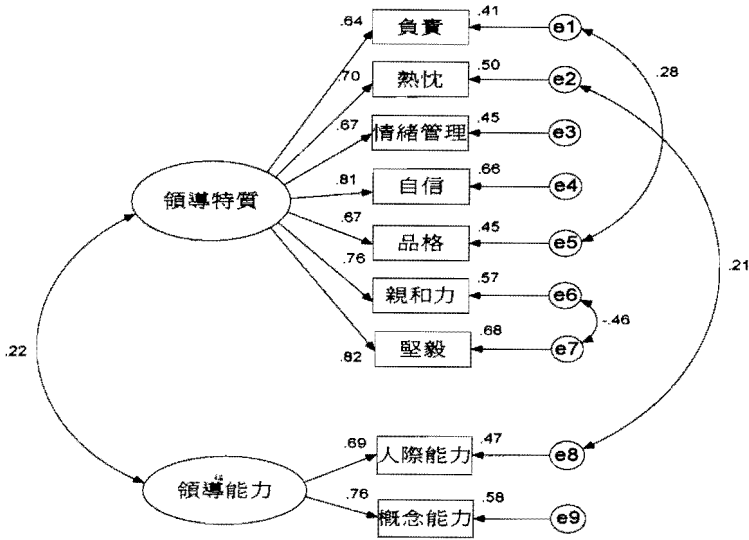 .64
負責
.41
e1
.28
.70
熱忱
.50
e2
.67
情緒管理
.45
e3
領導特質
.81
自信
.66
e4
.67
品格
.45
e5
.76
親和力
.57
e6
-.46
.21
.82
堅毅
.68
e7
.22
.69
人際能力
.47
e8
領導能力
.76
概念能力
.58
e9